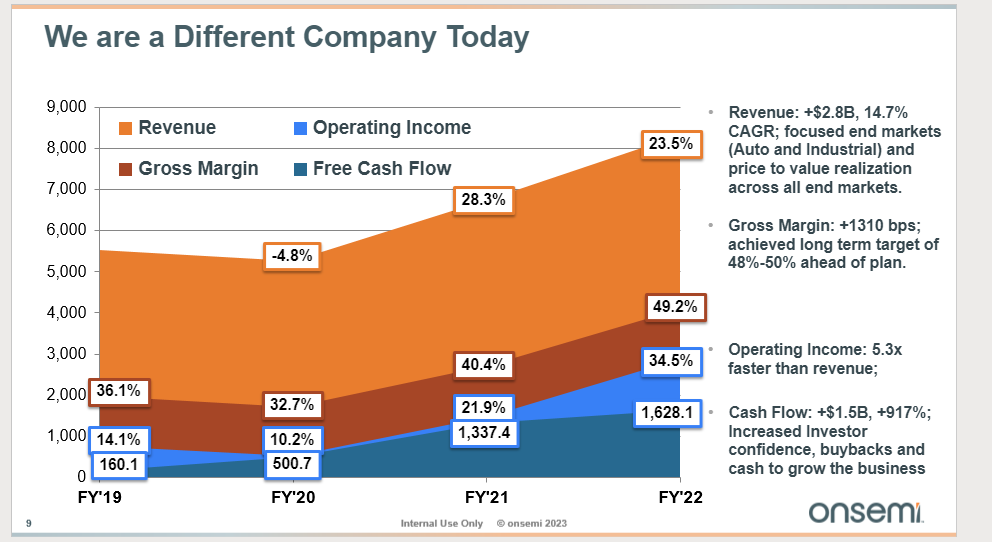 We are a Different Company Today
9,000
8,000
7,000
6,000
5,000
4,000
3,000
2,000
1,000
0
Revenue
Operating Income
Gross Margin
Free Cash Flow
-4.8%
28.3%
23.5%
36.1%
32.7%
40.4%
49.2%
14.1%
10.2%
21.9%
34.5%
160.1
500.7
1,337.4
1,628.1
FY'19
FY'20
FY'21
FY'22
• Revenue: +$2.8B, 14.7%
CAGR; focused end markets
(Auto and Industrial) and
price to value realization
across all end markets.
• Gross Margin: +1310 bps;
achieved long term target of
48%-50% ahead of plan.
• Operating Income: 5.3x
faster than revenue;
• Cash Flow: +$1.5B, +917%;
Increased Investor
confidence, buybacks and
cash to grow the business
9
Internal Use Only © onsemi 2023
onsemi